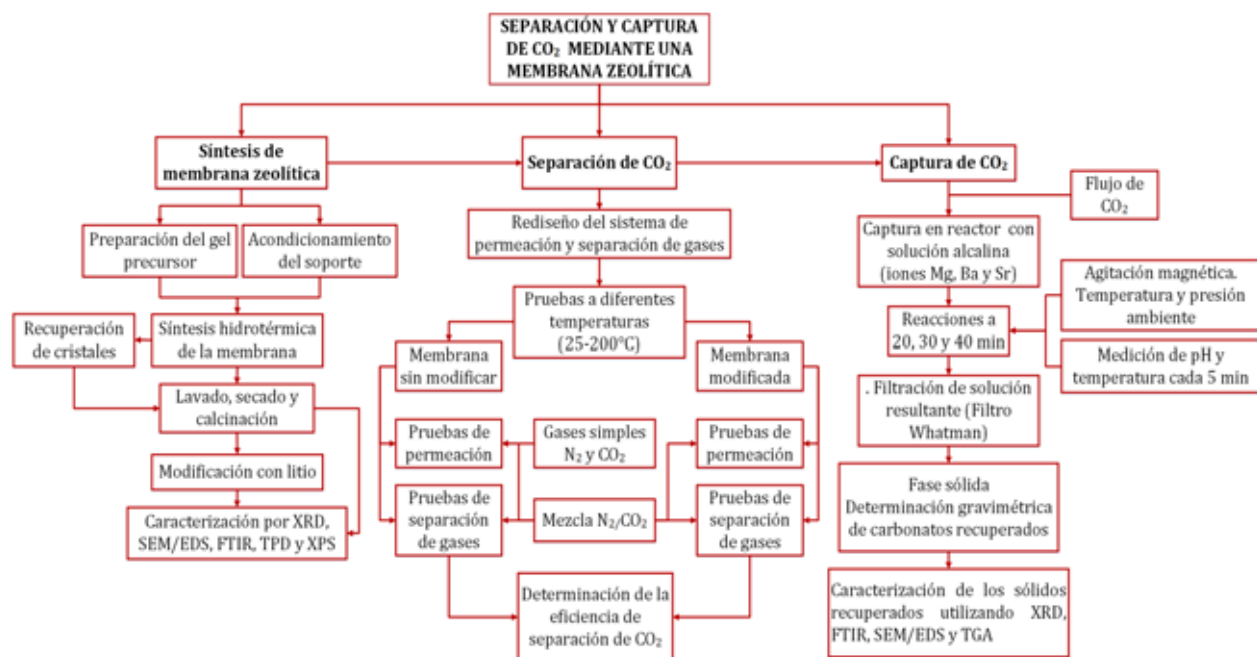 SEPARACIÓN Y CAPTURA
DE CO₂ MEDIANTE UNA
MEMBRANA ZEOLÍTICA
Síntesis de
membrana zeolítica
Separación de CO₂
Captura de CO₂
Flujo de
CO₂
Preparación del gel
precursor
Acondicionamiento
del soporte
Rediseño del sistema de
permeación y separación de gases
Captura en reactor con
solución alcalina
(iones Mg, Ba y Sr)
Recuperación
de cristales
Síntesis hidrotérmica
de la membrana
Pruebas a diferentes
temperaturas
(25-200°C)
Agitación magnética.
Temperatura y presión
ambiente
Reacciones a
20, 30 y 40 min
Medición de pH y
temperatura cada 5 min
Membrana
sin modificar
Membrana
modificada
Lavado, secado y
calcinación
. Filtración de solución
resultante (Filtro
Whatman)
Pruebas de
permeación
Gases simples
N₂ y CO₂
Pruebas de
permeación
Modificación con litio
Caracterización por XRD,
SEM/EDS, FTIR, TPD y XPS
Pruebas de
separación
de gases
Mezcla N₂/CO₂
Pruebas de
separación
de gases
Fase sólida
Determinación gravimétrica
de carbonatos recuperados
Determinación de la
eficiencia de
separación de CO₂
Caracterización de los sólidos
recuperados utilizando XRD,
FTIR, SEM/EDS y TGA